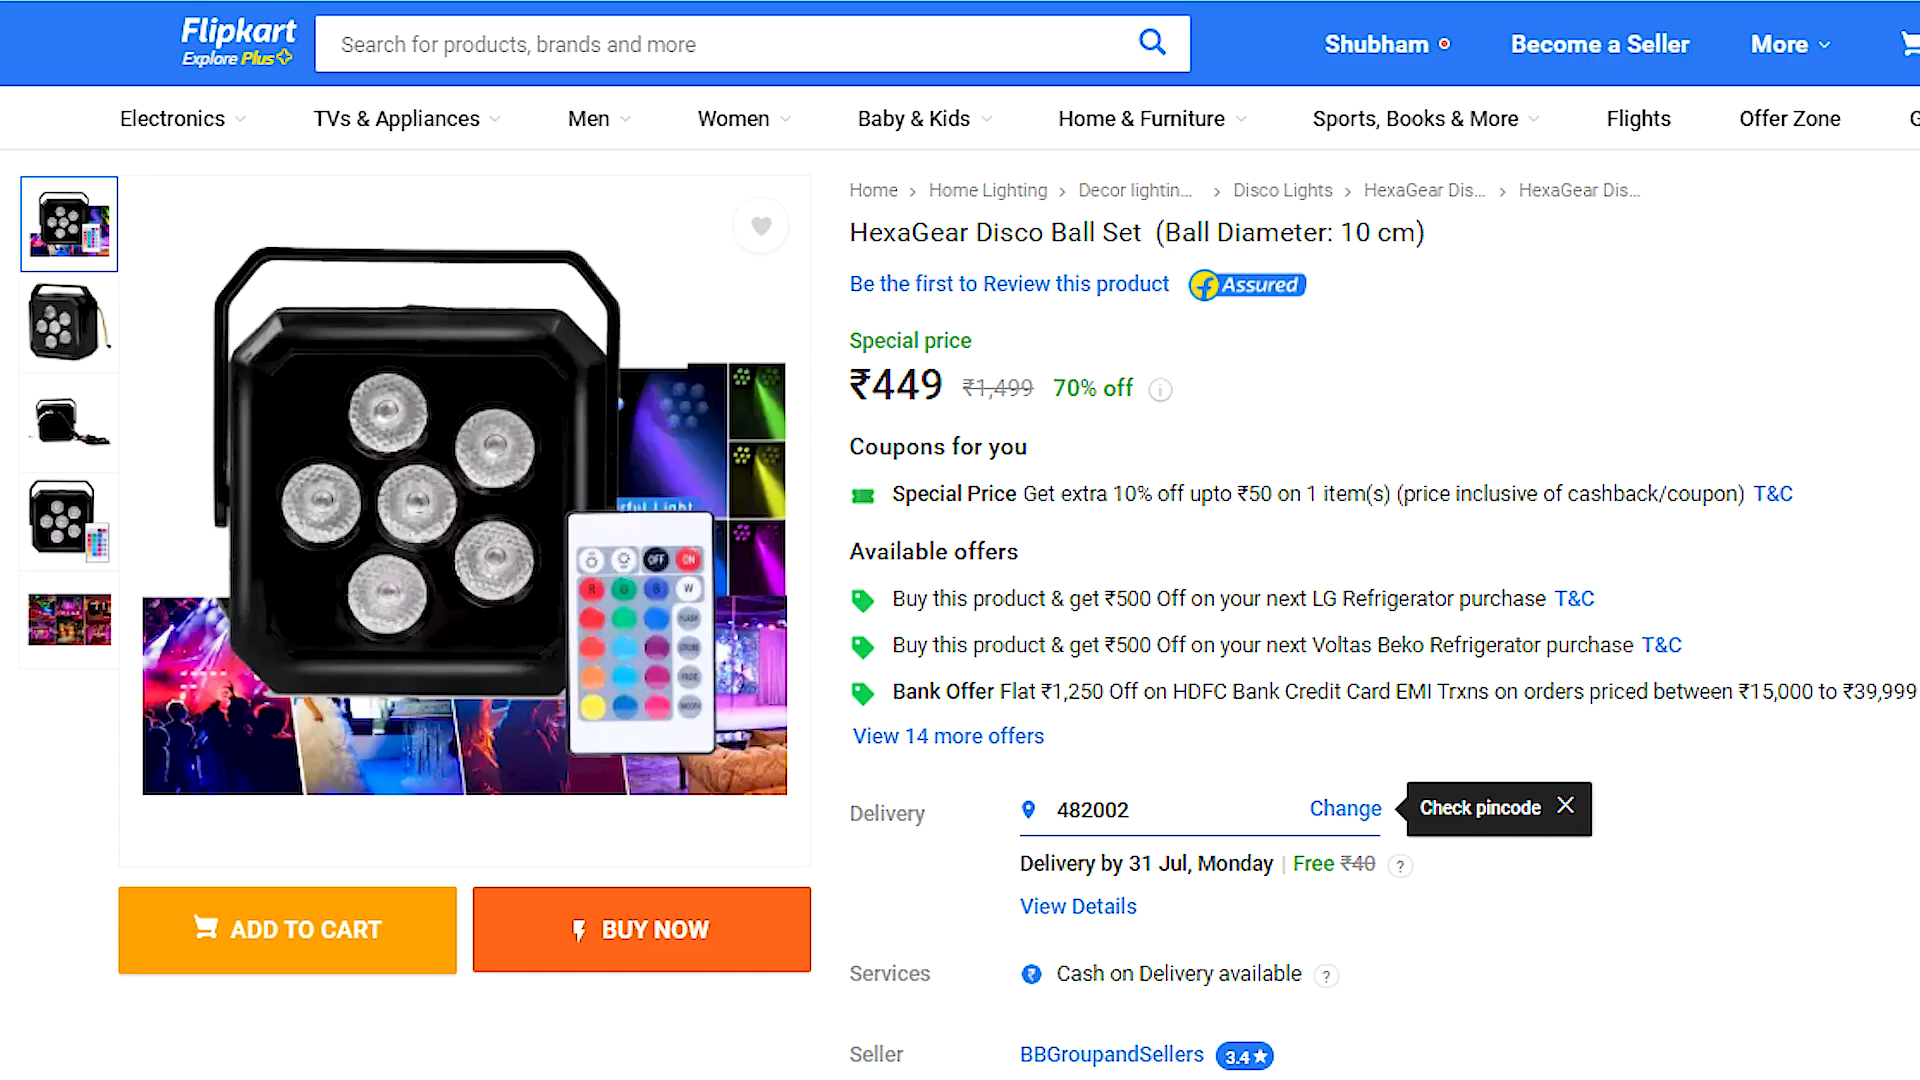 Flipkart
Explore Plus
Search for products, brands and more
Shubham
Become a Seller
More
Electronics
TVs & Appliances
Men
Women
Baby & Kids
Home & Furniture
Sports, Books & More
Flights
Offer Zone
Home > Home Lighting > Decor lightin... > Disco Lights > HexaGear Dis... > HexaGear Dis...
HexaGear Disco Ball Set (Ball Diameter: 10 cm)
Be the first to Review this product
Assured
Special price
₹449 ₹1,499 70% off
Coupons for you
Special Price Get extra 10% off upto ₹50 on 1 item(s) (price inclusive of cashback/coupon) T&C
Available offers
Buy this product & get ₹500 Off on your next LG Refrigerator purchase T&C
Buy this product & get ₹500 Off on your next Voltas Beko Refrigerator purchase T&C
Bank Offer Flat ₹1,250 Off on HDFC Bank Credit Card EMI Trxns on orders priced between ₹15,000 to ₹39,999
View 14 more offers
OFF ON
R G B W
FLASH
Delivery
482002
Change
Check pincode
Delivery by 31 Jul, Monday | Free ₹40 ?
View Details
ADD TO CART
BUY NOW
Services
Cash on Delivery available ?
Seller
BBGroupandSellers 3.4★